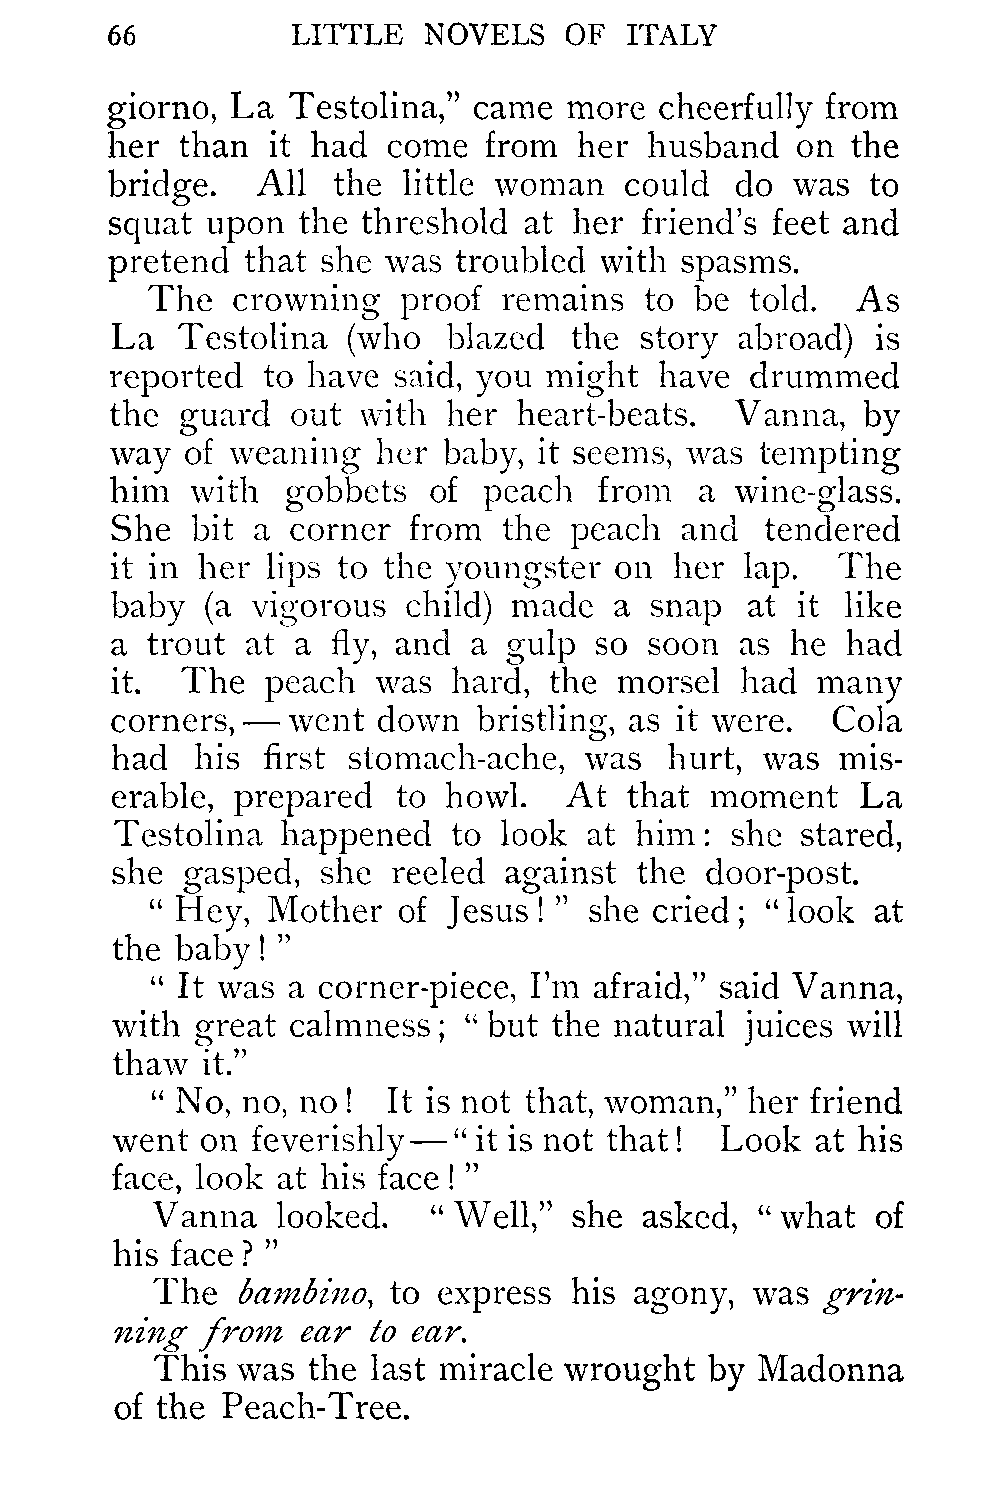 66 LITTLE NOVELS OF ITALY
giorno, La Testolina,” came more cheerfully from
her than it had come from her husband on the
bridge. All the little woman could do was to
squat upon the threshold at her friend’s feet and
pretend that she was troubled with spasms.
The crowning proof remains to be told. As
La Testolina (who blazed the story abroad) is
reported to have said, you might have drummed
the guard out with her heart-beats. Vanna, by
way of weaning her baby, it seems, was tempting
him with gobbets of peach from a wine-glass.
She bit a corner from the peach and tendered
it in her lips to the youngster on her lap. The
baby (a vigorous child) made a snap at it like
a trout at a fly, and a gulp so soon as he had
it. The peach was hard, the morsel had many
corners, — went down bristling, as it were. Cola
had his first stomach-ache, was hurt, was mis-
erable, prepared to howl. At that moment La
Testolina happened to look at him: she stared,
she gasped, she reeled against the door-post.
“ Hey, Mother of Jesus! ” she cried; “ look at
the baby! ”
“ It was a corner-piece, I’m afraid,” said Vanna,
with great calmness; “ but the natural juices will
thaw it.”
“ No, no, no! It is not that, woman,” her friend
went on feverishly — “ it is not that! Look at his
face, look at his face! ”
Vanna looked. “ Well,” she asked, “ what of
his face? ”
The bambino, to express his agony, was grin-
ning from ear to ear.
This was the last miracle wrought by Madonna
of the Peach-Tree.